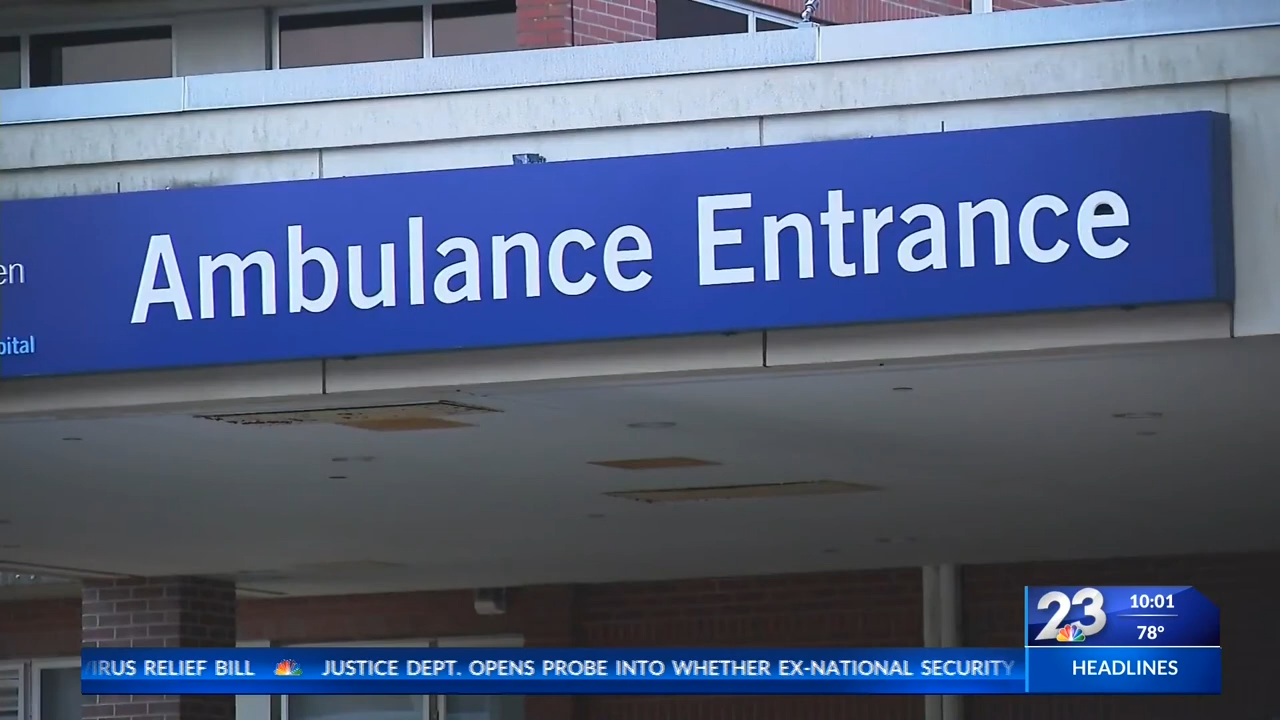 Ambulance Entrance
en
pital
23
10:01
78°
IRUS RELIEF BILL JUSTICE DEPT. OPENS PROBE INTO WHETHER EX-NATIONAL SECURITY
HEADLINES